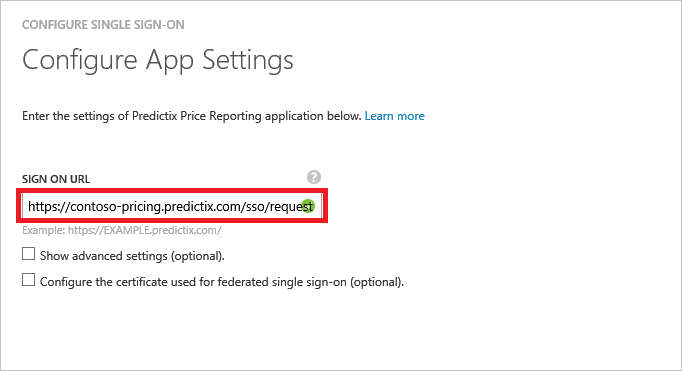 CONFIGURE SINGLE SIGN-ON
Configure App Settings
Enter the settings of Predictix Price Reporting application below. Learn more
SIGN ON URL ?
https://contoso-pricing.predictix.com/sso/request
Example: https://EXAMPLE.predictix.com/
Show advanced settings (optional).
Configure the certificate used for federated single sign-on (optional).